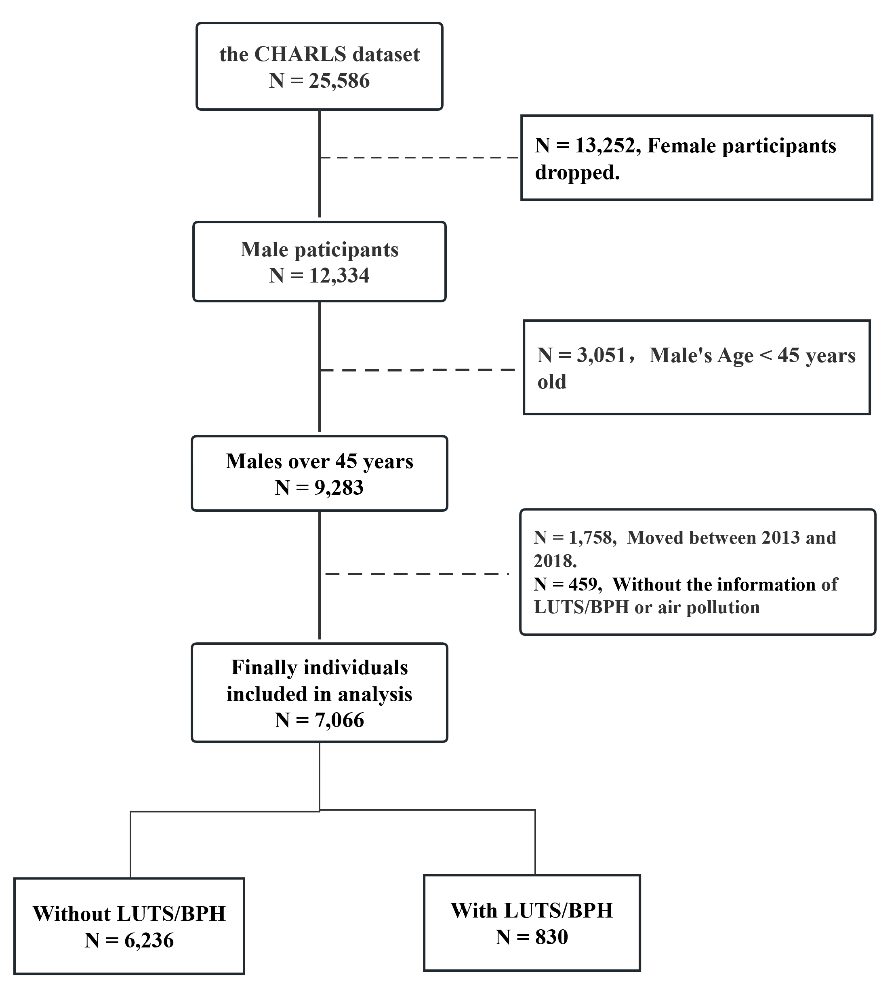 the CHARLS dataset
N = 25,586
N = 13,252, Female participants
dropped.
Male paticipants
N = 12,334
N = 3,051，Male's Age < 45 years
old
Males over 45 years
N = 9,283
N = 1,758, Moved between 2013 and
2018.
N = 459, Without the information of
LUTS/BPH or air pollution
Finally individuals
included in analysis
N = 7,066
Without LUTS/BPH
N = 6,236
With LUTS/BPH
N = 830